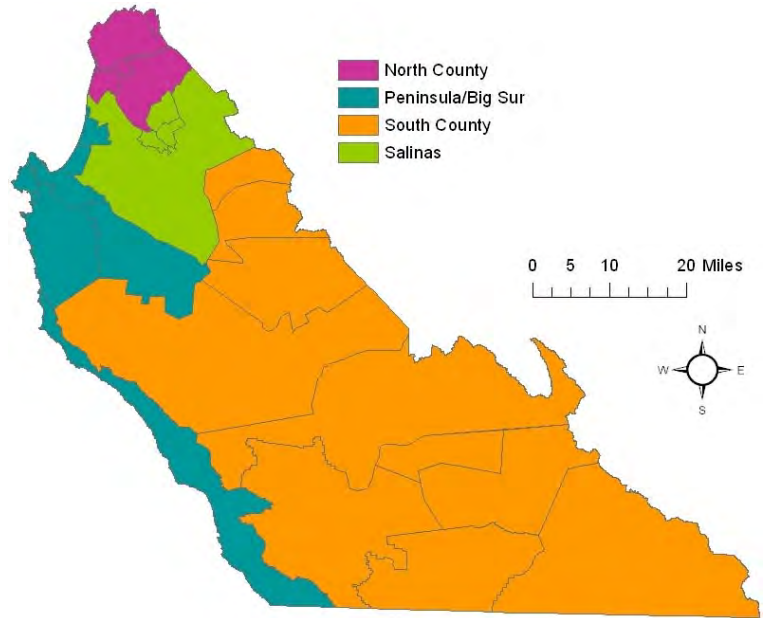 North County
Peninsula/Big Sur
South County
Salinas
0 5 10 20 Miles
N
W E
S